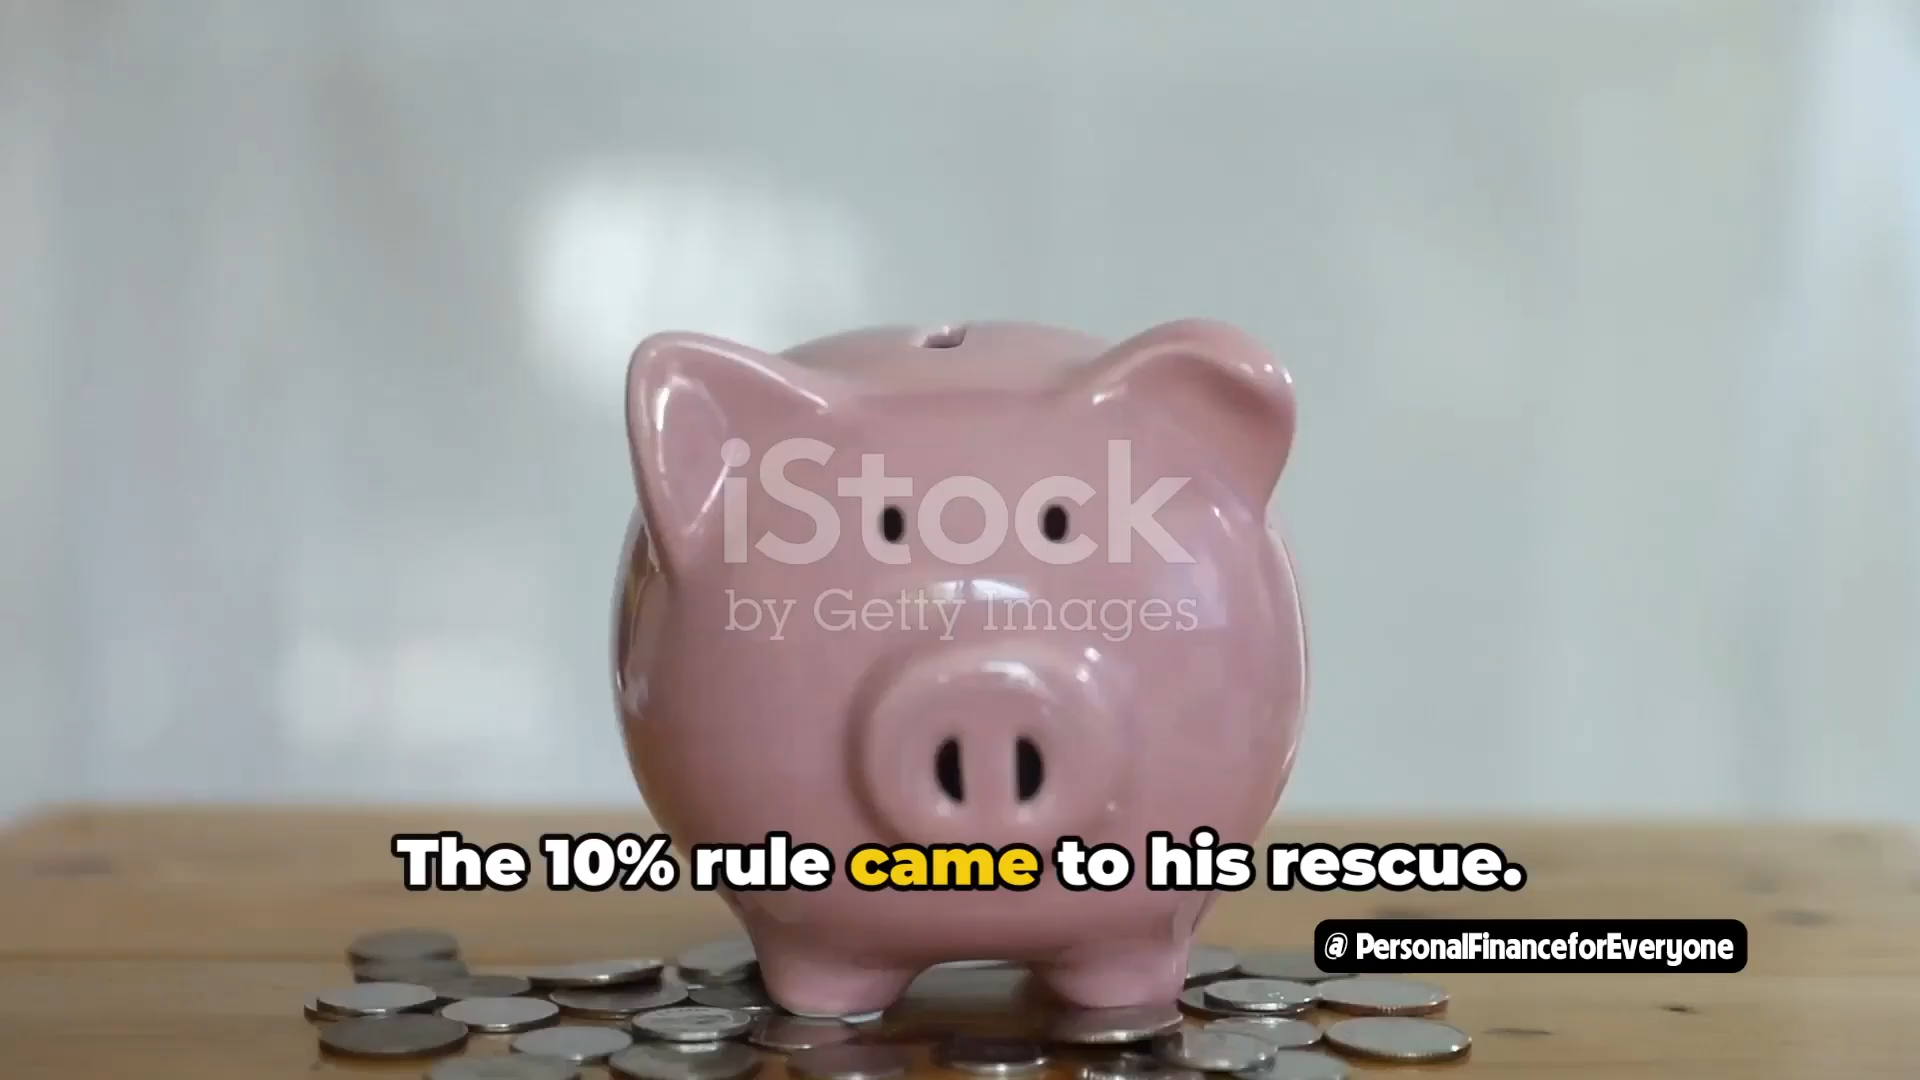 iStock
by Getty Images
The 10% rule came to his rescue.
@ PersonalFinanceforEveryone